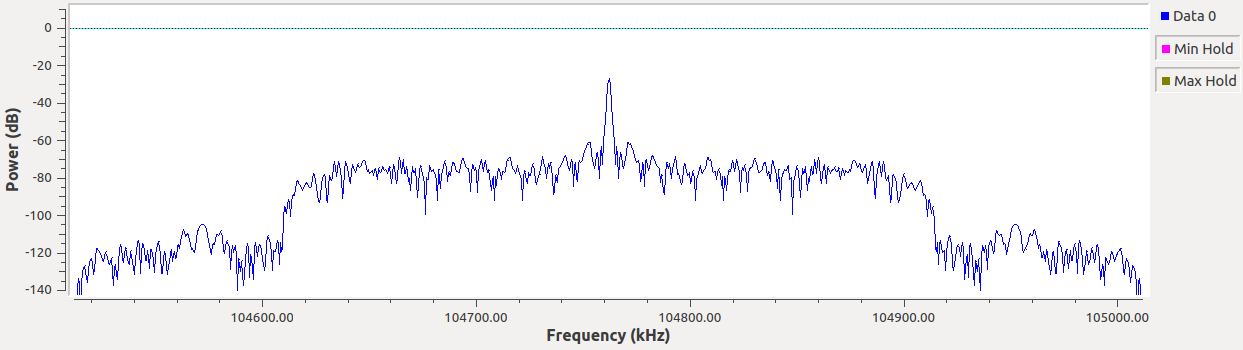 0
-20
-40
-60
-80
-100
-120
-140
Power (dB)
104600.00 104700.00 104800.00 104900.00 105000.00
Frequency (kHz)
Data 0
Min Hold
Max Hold